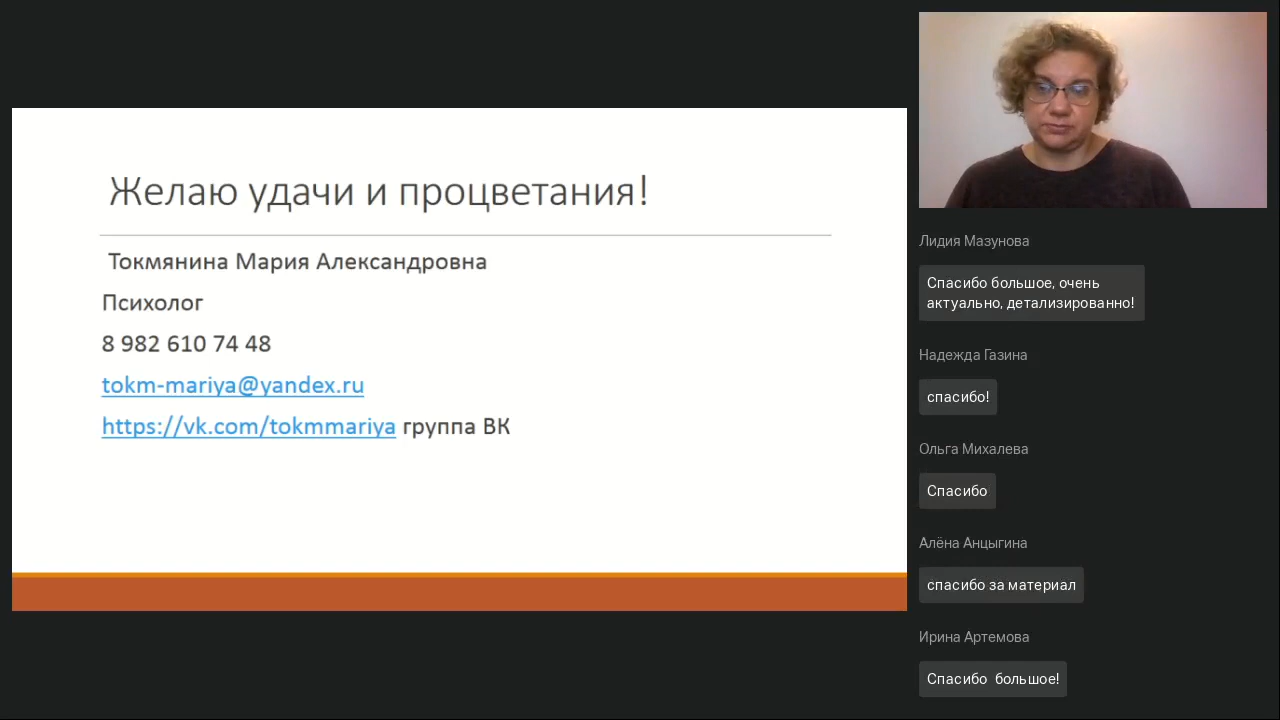 Желаю удачи и процветания!
Токмянина Мария Александровна
Психолог
8 982 610 74 48
tokm-mariya@yandex.ru
https://vk.com/tokmmariya группа ВК
Лидия Мазунова
Спасибо большое, очень
актуально, детализированно!
Надежда Газина
спасибо!
Ольга Михалева
Спасибо
Алёна Анцыгина
спасибо за материал
Ирина Артемова
Спасибо  большое!